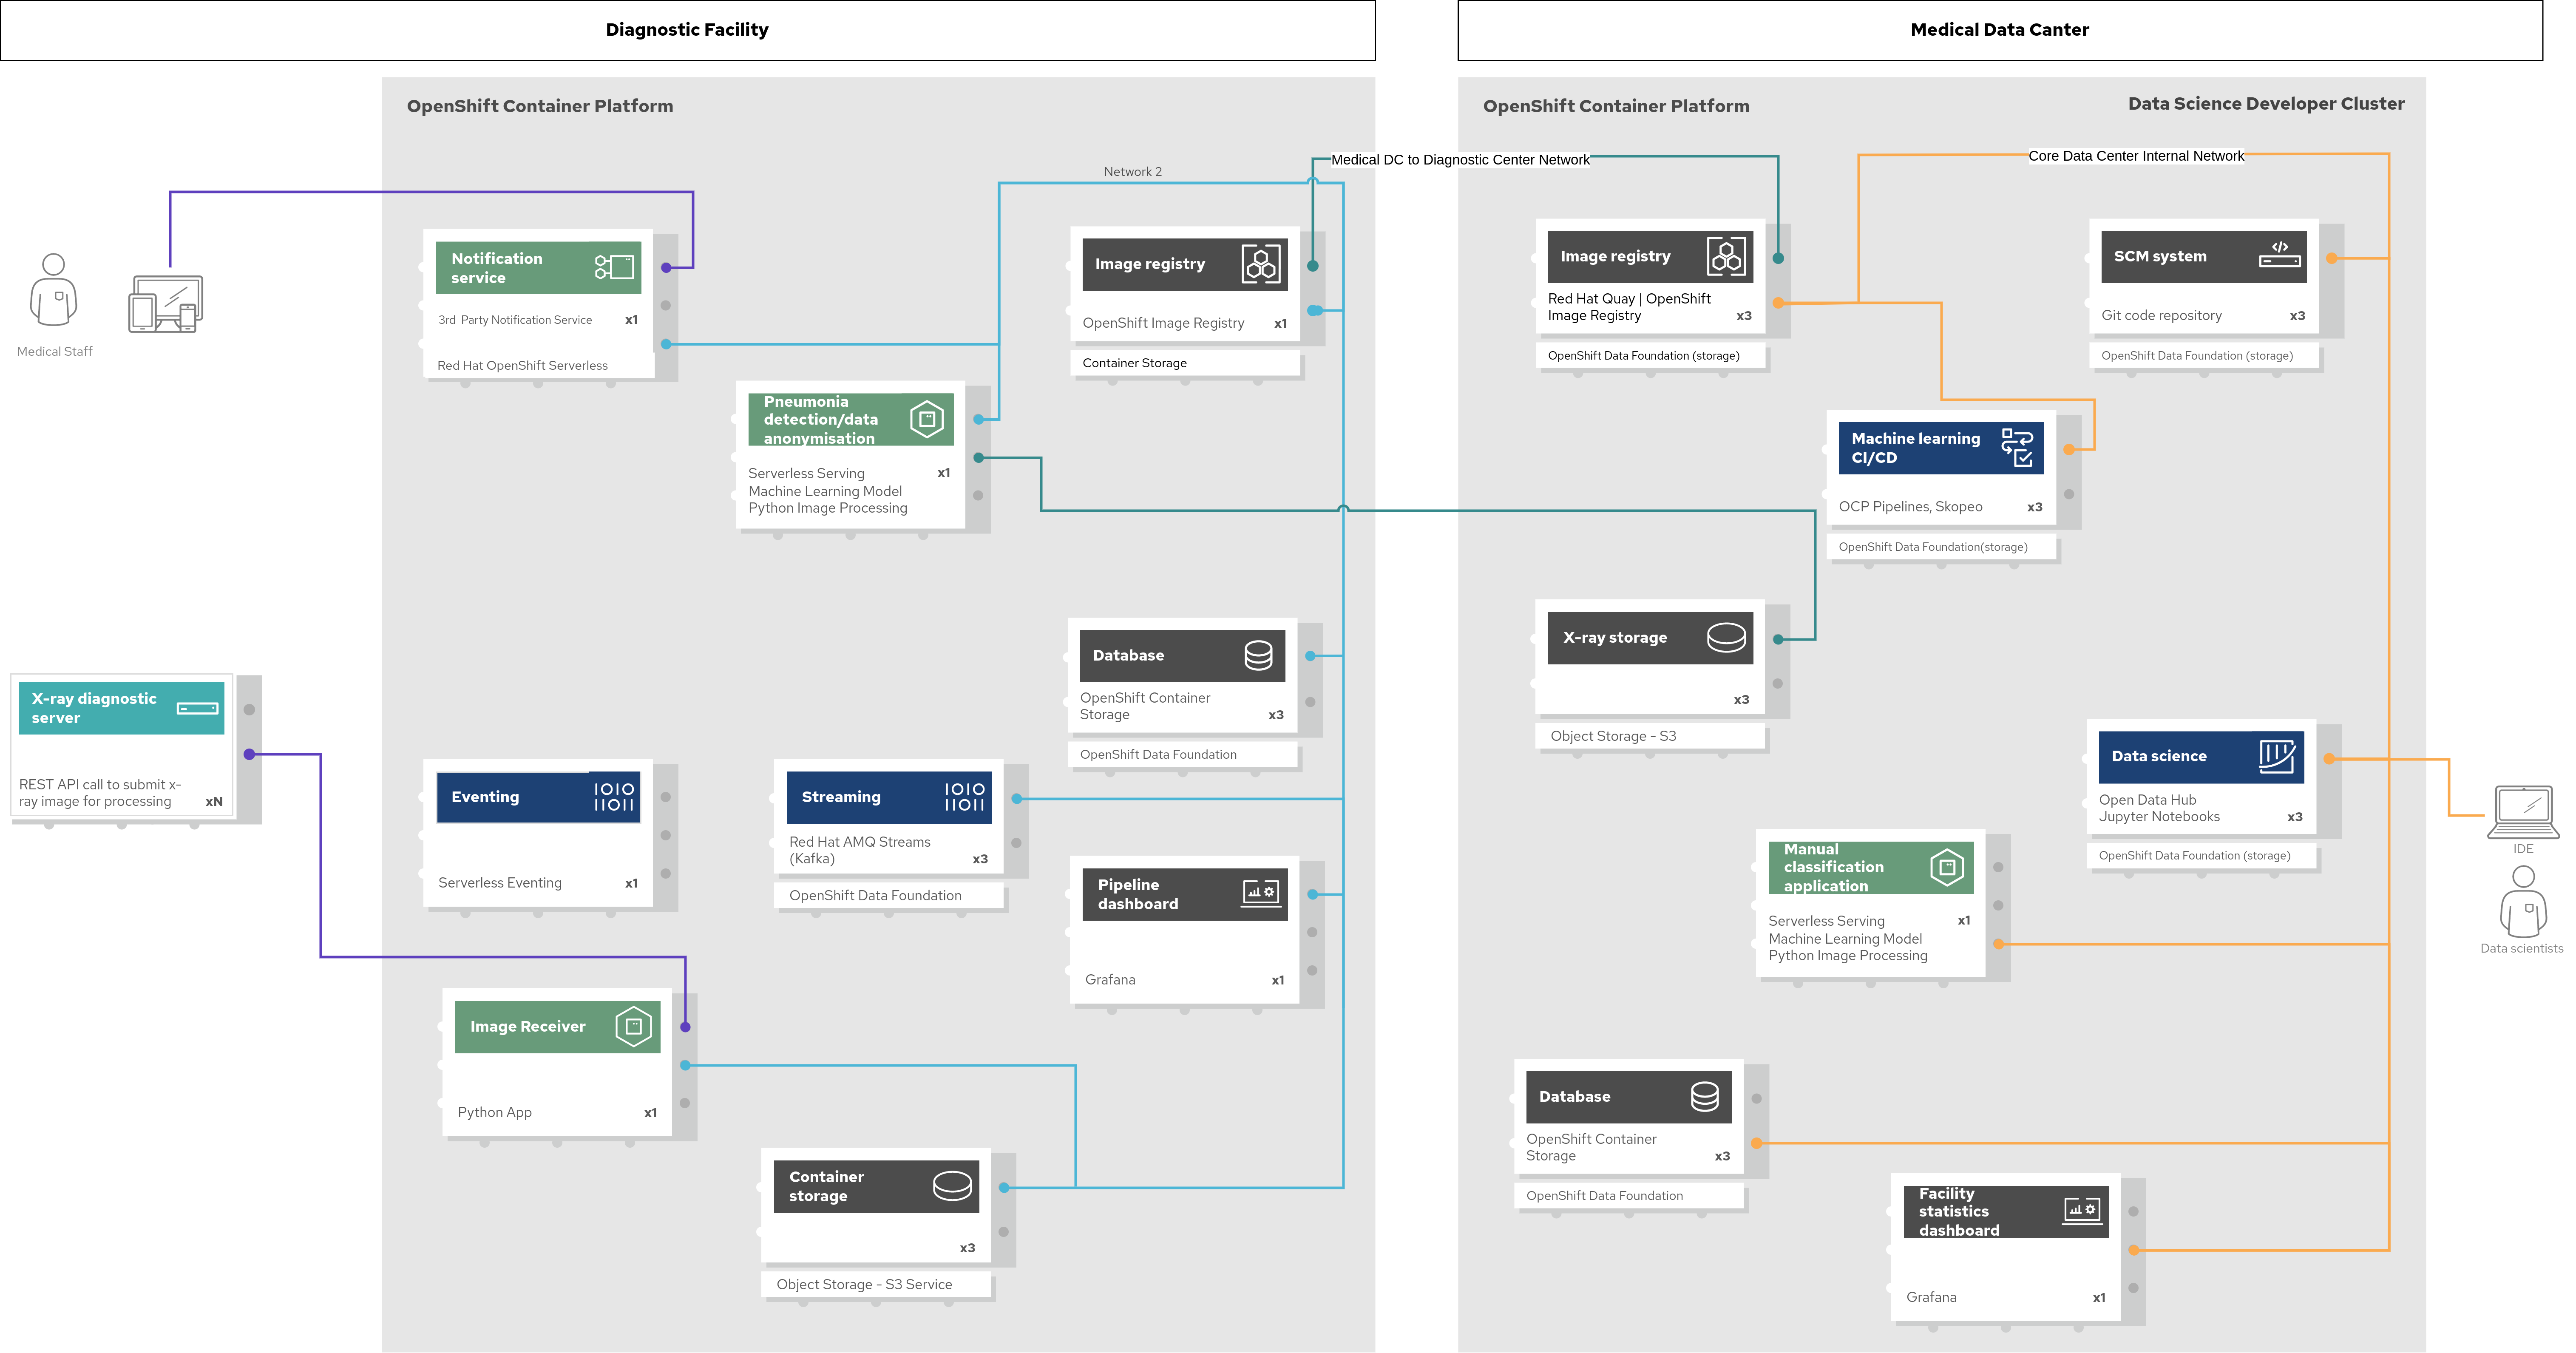 Diagnostic Facility
Medical Data Canter
OpenShift Container Platform
OpenShift Container Platform
Data Science Developer Cluster
Network 2
Medical DC to Diagnostic Center Network
Core Data Center Internal Network
Medical Staff
Notification
service
3rd Party Notification Service x1
Red Hat OpenShift Serverless
Pneumonia
detection/data
anonymisation
Serverless Serving x1
Machine Learning Model
Python Image Processing
Image registry
OpenShift Image Registry x1
Container Storage
Database
OpenShift Container
Storage x3
OpenShift Data Foundation
X-ray diagnostic
server
REST API call to submit x-
ray image for processing xN
Eventing
Serverless Eventing x1
Streaming
Red Hat AMQ Streams
(Kafka) x3
OpenShift Data Foundation
Pipeline
dashboard
Grafana x1
Image Receiver
Python App x1
Container
storage
x3
Object Storage - S3 Service
Image registry
Red Hat Quay | OpenShift
Image Registry x3
OpenShift Data Foundation (storage)
SCM system
Git code repository x3
OpenShift Data Foundation (storage)
Machine learning
CI/CD
OCP Pipelines, Skopeo x3
OpenShift Data Foundation(storage)
X-ray storage
x3
Object Storage - S3
Data science
Open Data Hub
Jupyter Notebooks x3
OpenShift Data Foundation (storage)
IDE
Data scientists
Manual
classification
application
Serverless Serving x1
Machine Learning Model
Python Image Processing
Database
OpenShift Container
Storage x3
OpenShift Data Foundation
Facility
statistics
dashboard
Grafana x1